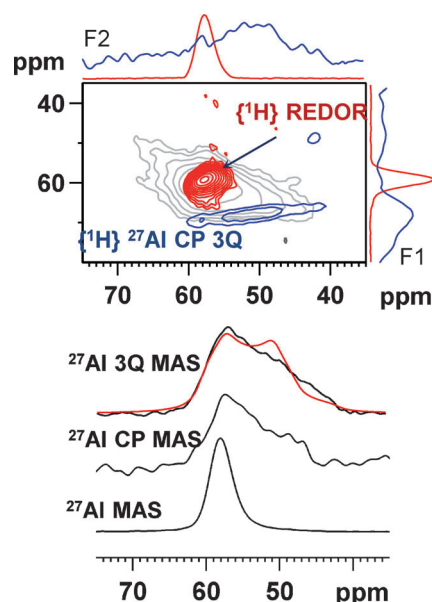 F2
ppm
40
{¹H} REDOR
60
{¹H} ²⁷Al CP 3Q
F1
70 60 50 40 ppm
²⁷Al 3Q MAS
²⁷Al CP MAS
²⁷Al MAS
70 60 50 ppm